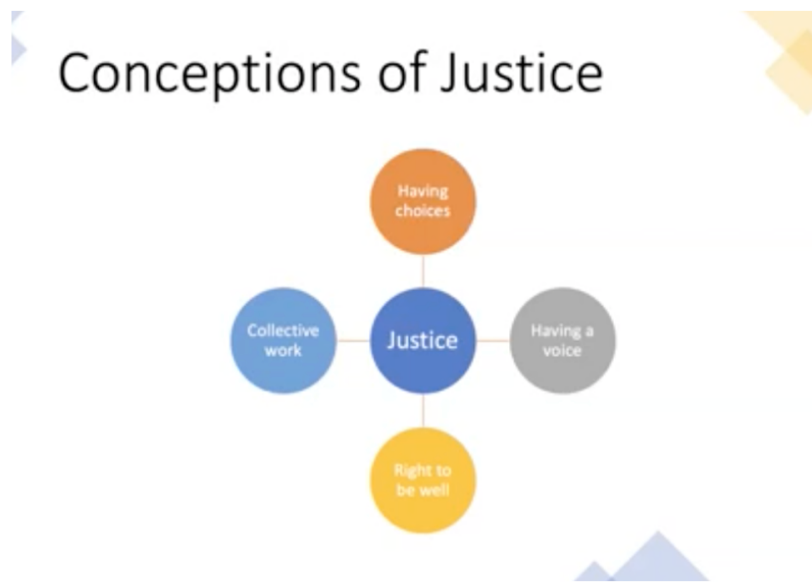 Conceptions of Justice
Having
choices
Collective
work
Justice
Having a
voice
Right to
be well